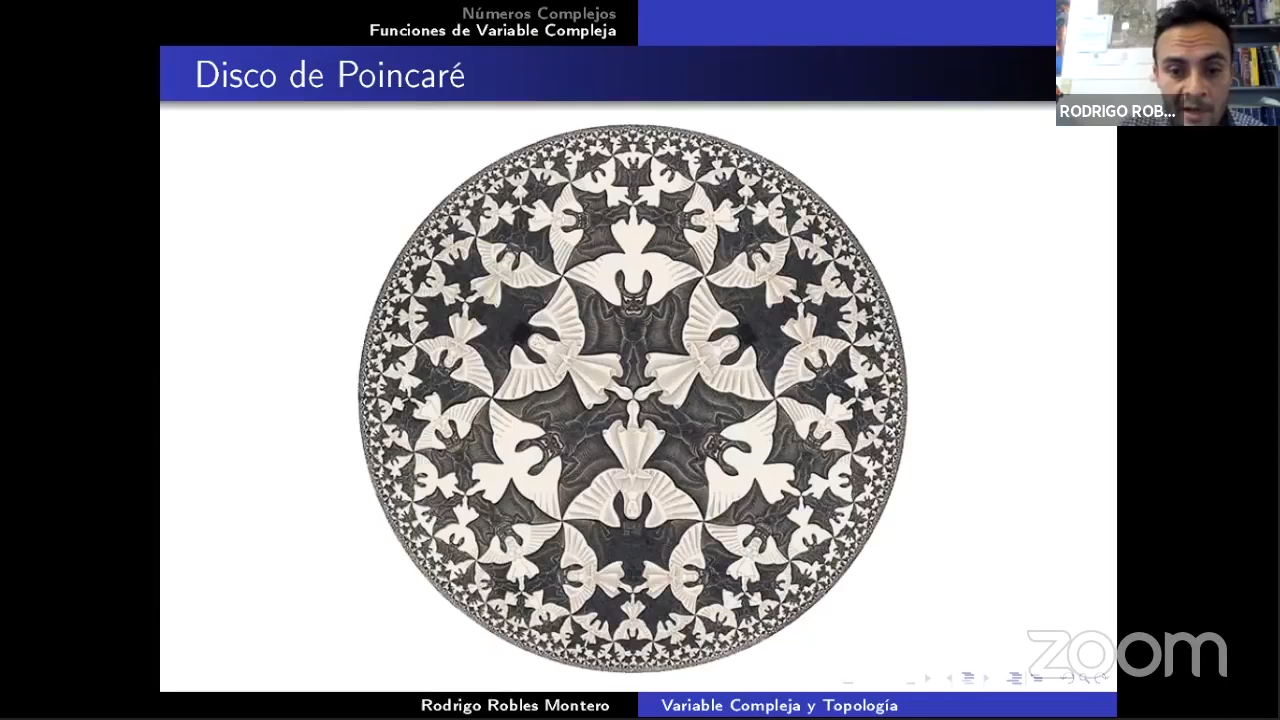 Números Complejos
Funciones de Variable Compleja
Disco de Poincaré
RODRIGO ROB...
zoom
Rodrigo Robles Montero
Variable Compleja y Topología